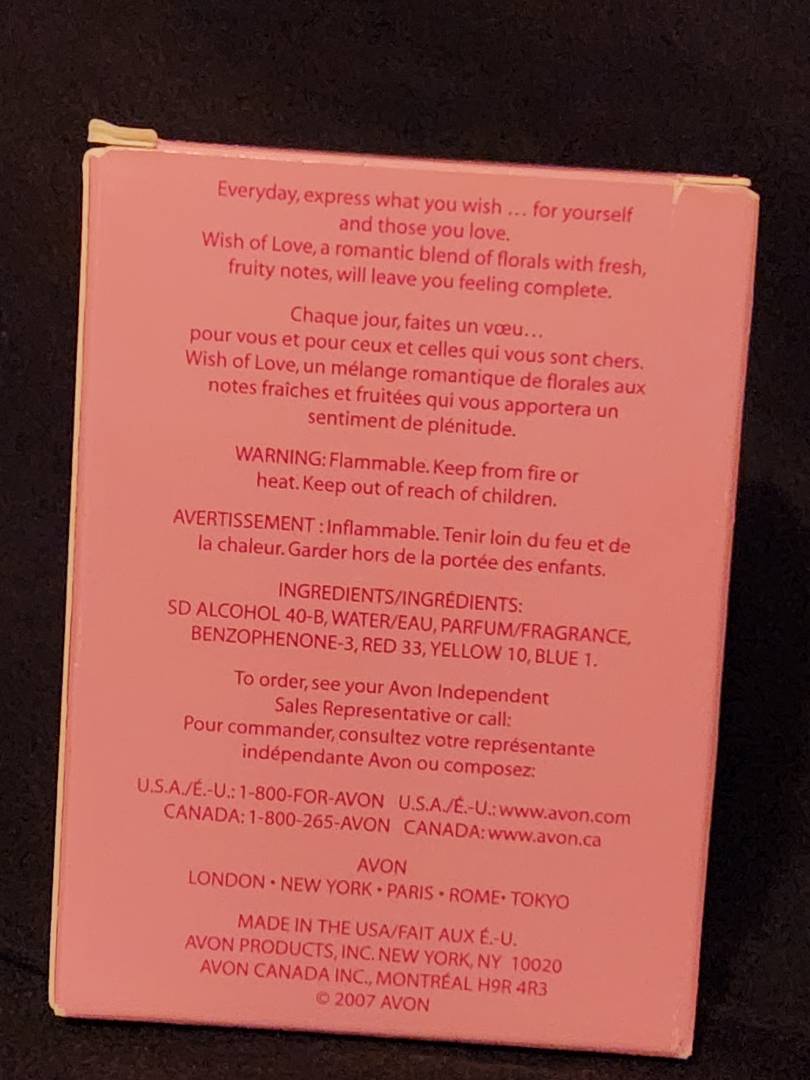 Everyday, express what you wish ... for yourself
and those you love.
Wish of Love, a romantic blend of florals with fresh,
fruity notes, will leave you feeling complete.
Chaque jour, faites un vœu...
pour vous et pour ceux et celles qui vous sont chers.
Wish of Love, un mélange romantique de florales aux
notes fraîches et fruitées qui vous apportera un
sentiment de plénitude.
WARNING: Flammable. Keep from fire or
heat. Keep out of reach of children.
AVERTISSEMENT : Inflammable. Tenir loin du feu et de
la chaleur. Garder hors de la portée des enfants.
INGREDIENTS/INGRÉDIENTS:
SD ALCOHOL 40-B, WATER/EAU, PARFUM/FRAGRANCE,
BENZOPHENONE-3, RED 33, YELLOW 10, BLUE 1.
To order, see your Avon Independent
Sales Representative or call:
Pour commander, consultez votre représentante
indépendante Avon ou composez:
U.S.A./É.-U.: 1-800-FOR-AVON U.S.A./É.-U.: www.avon.com
CANADA: 1-800-265-AVON CANADA: www.avon.ca
AVON
LONDON • NEW YORK • PARIS • ROME• TOKYO
MADE IN THE USA/FAIT AUX É.-U.
AVON PRODUCTS, INC. NEW YORK, NY 10020
AVON CANADA INC., MONTRÉAL H9R 4R3
© 2007 AVON